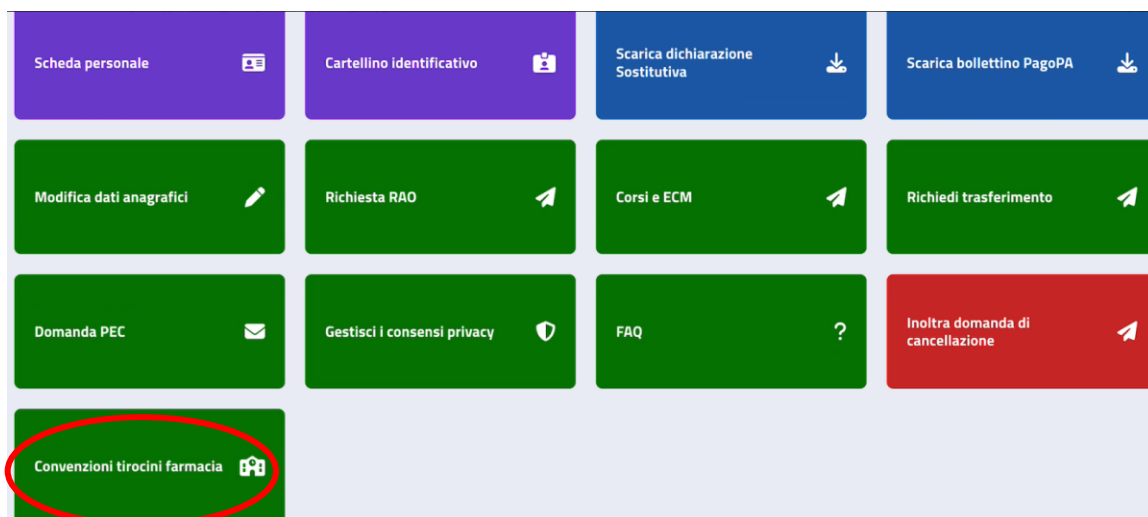 Scheda personale
Cartellino identificativo
Scarica dichiarazione
Sostitutiva
Scarica bollettino PagoPA
Modifica dati anagrafici
Richiesta RAO
Corsi e ECM
Richiedi trasferimento
Domanda PEC
Gestisci i consensi privacy
FAQ
?
Inoltra domanda di
cancellazione
Convenzioni tirocini farmacia